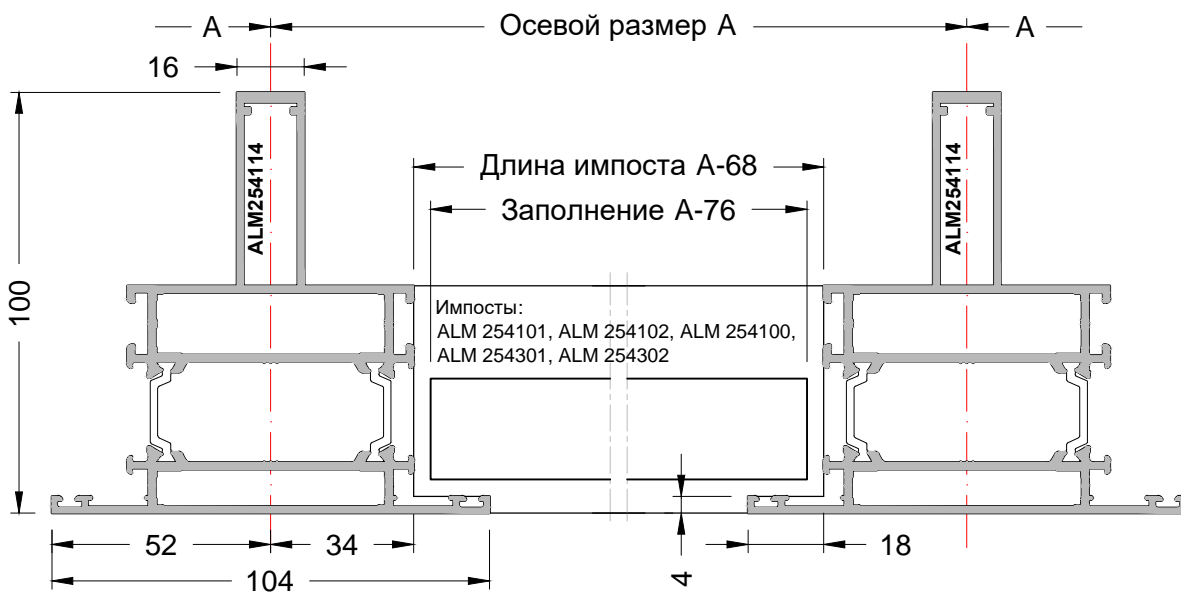 A
Осевой размер А
A
16
Длина импоста А-68
Заполнение А-76
ALM254114
ALM254114
100
Импосты:
ALM 254101, ALM 254102, ALM 254100,
ALM 254301, ALM 254302
52
34
18
104
4